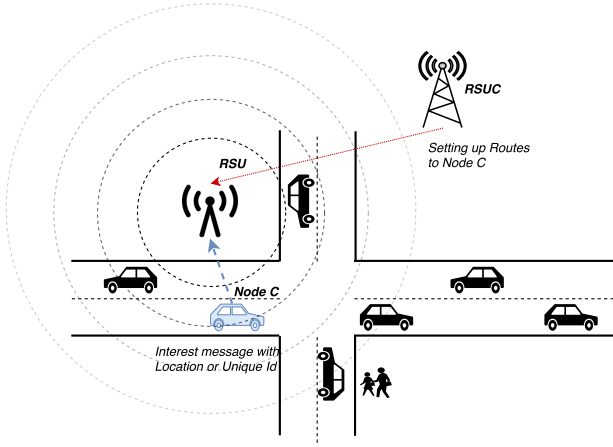 RSUC
RSU
Setting up Routes
to Node C
Node C
Interest message with
Location or Unique Id